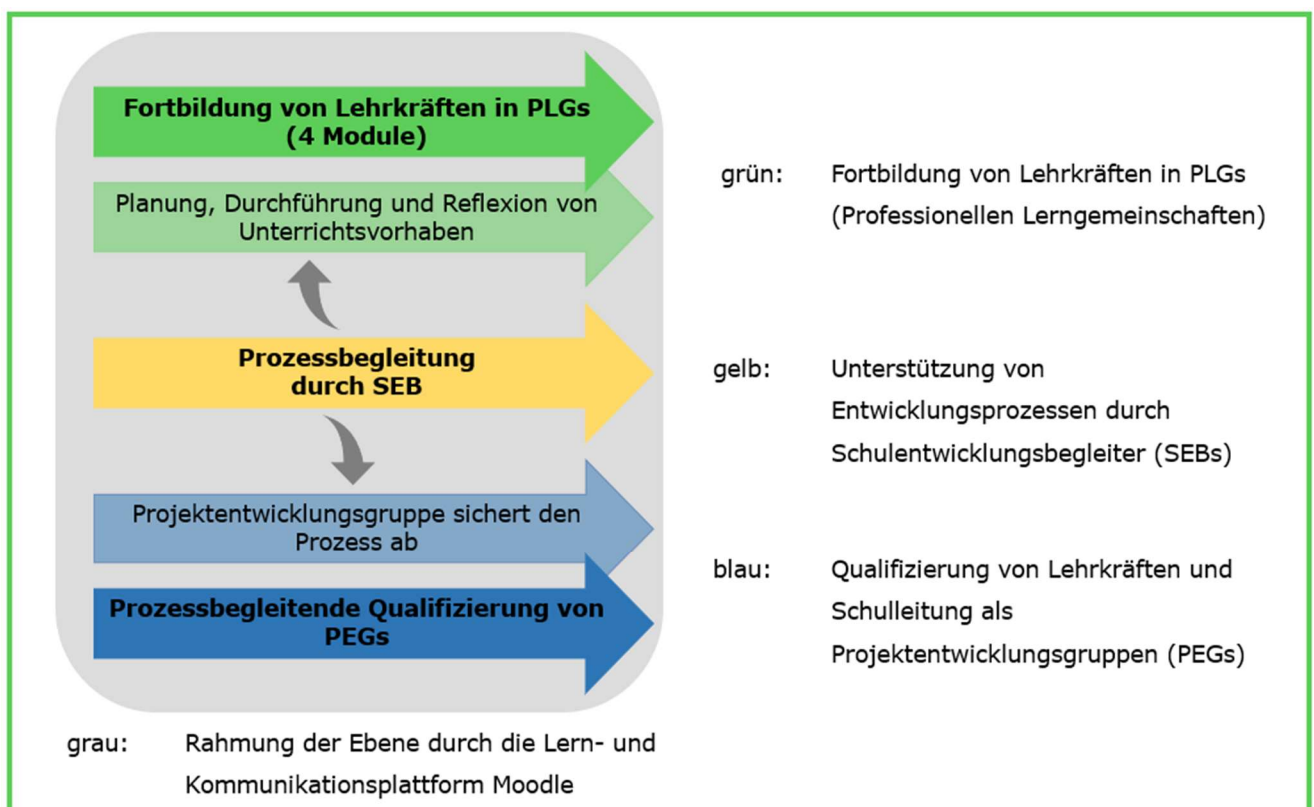 Fortbildung von Lehrkräften in PLGs
(4 Module)
Planung, Durchführung und Reflexion von
Unterrichtsvorhaben
Prozessbegleitung
durch SEB
Projektentwicklungsgruppe sichert den
Prozess ab
Prozessbegleitende Qualifizierung von
PEGs
grün: Fortbildung von Lehrkräften in PLGs
(Professionellen Lerngemeinschaften)
gelb: Unterstützung von
Entwicklungsprozessen durch
Schulentwicklungsbegleiter (SEBs)
blau: Qualifizierung von Lehrkräften und
Schulleitung als
Projektentwicklungsgruppen (PEGs)
grau: Rahmung der Ebene durch die Lern- und
Kommunikationsplattform Moodle